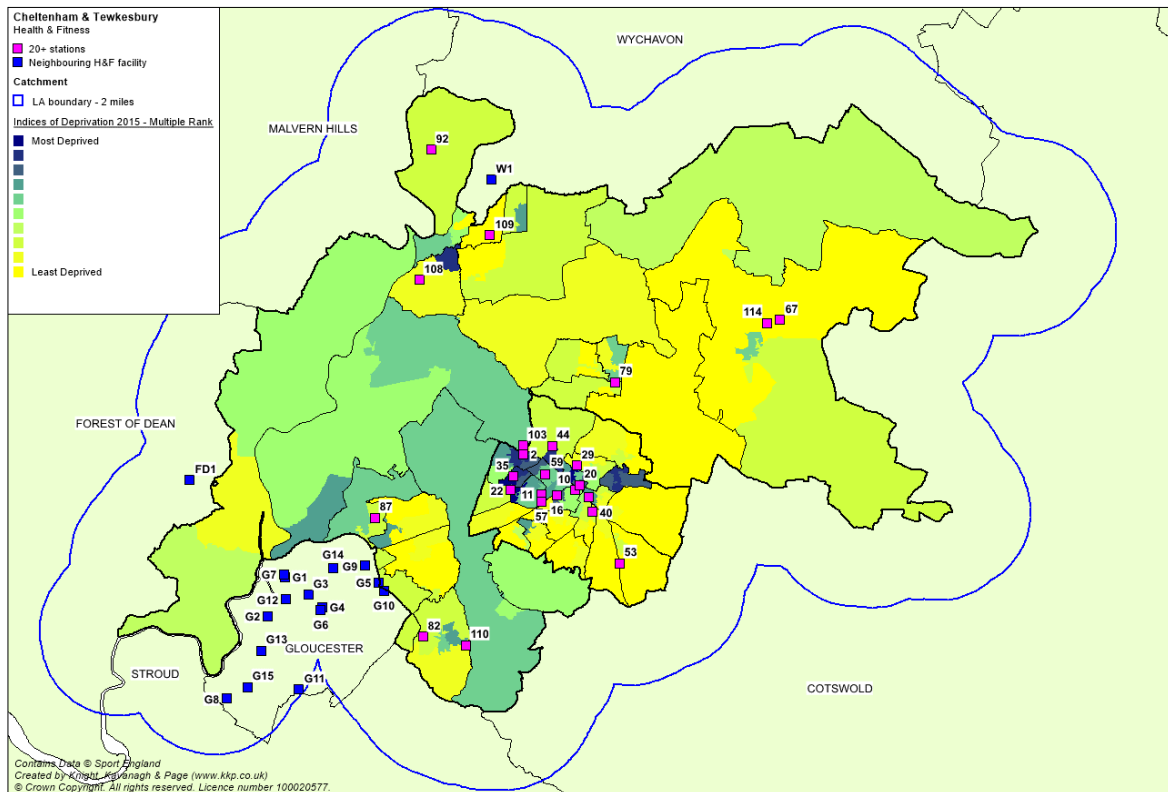 Cheltenham & Tewkesbury
Health & Fitness
20+ stations
Neighbouring H&F facility
Catchment
LA boundary - 2 miles
Indices of Deprivation 2015 - Multiple Rank
Most Deprived
Least Deprived
WYCHAVON
MALVERN HILLS
92
W1
109
108
114
67
79
FOREST OF DEAN
FD1
103
44
2
59
29
35
20
10
22
11
16
57
40
87
53
G14
G9
G7
G1
G3
G5
G10
G12
G4
G2
G6
82
110
G13
GLOUCESTER
STROUD
G15
G11
G8
COTSWOLD
Contains Data © Sport England
Created by Knight, Kavanagh & Page (www.kkp.co.uk)
© Crown Copyright. All rights reserved. Licence number 100020577.